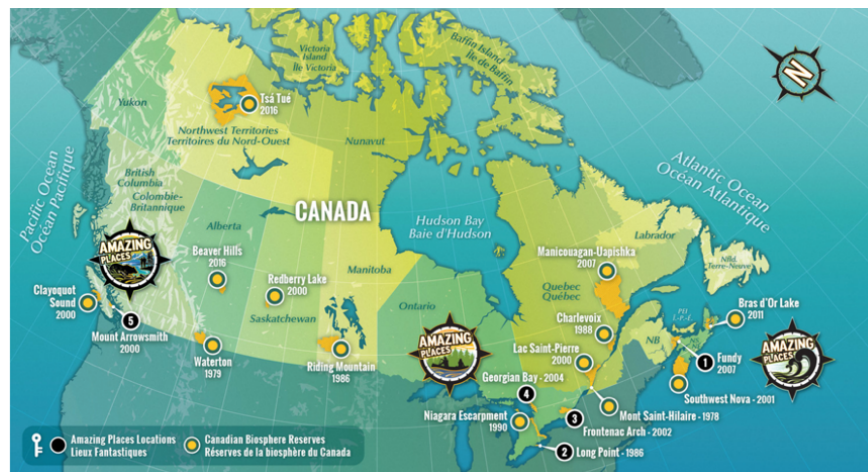 Victoria
Island
Île Victoria
Baffin Island
Île de Baffin
N
Yukon
Tsá Tué
2016
Northwest Territories
Territoires du Nord-Ouest
Nunavut
Atlantic Ocean
Océan Atlantique
Pacific Ocean
Océan Pacifique
British
Columbia
Colombie-
Britannique
CANADA
Hudson Bay
Baie d'Hudson
Alberta
Labrador
AMAZING
PLACES
Beaver Hills
2016
Manitoba
Manicouagan-Uapishka
2007
Nfld.
Terre-Neuve
Redberry Lake
2000
Ontario
Quebec
Québec
Clayoquot
Sound
2000
5
Mount Arrowsmith
2000
Saskatchewan
Charlevoix
1988
Bras d'Or Lake
2011
NB
Waterton
1979
Riding Mountain
1986
AMAZING
PLACES
Lac Saint-Pierre
2000
1
Fundy
2007
AMAZING
PLACES
Georgian Bay - 2004
4
Southwest Nova - 2001
Niagara Escarpment
1990
Mont Saint-Hilaire - 1978
3
Frontenac Arch - 2002
2
Long Point - 1986
Amazing Places Locations
Lieux Fantastiques
Canadian Biosphere Reserves
Réserves de la biosphère du Canada